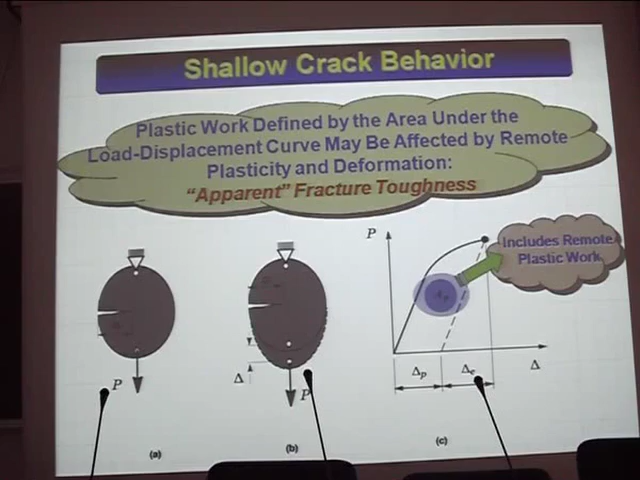 Shallow Crack Behavior
Plastic Work Defined by the Area Under the
Load-Displacement Curve May Be Affected by Remote
Plasticity and Deformation:
“Apparent” Fracture Toughness
P
Includes Remote
Plastic Work
Δ
Δp
Δe
P
Δ
P
(a)
(b)
(c)